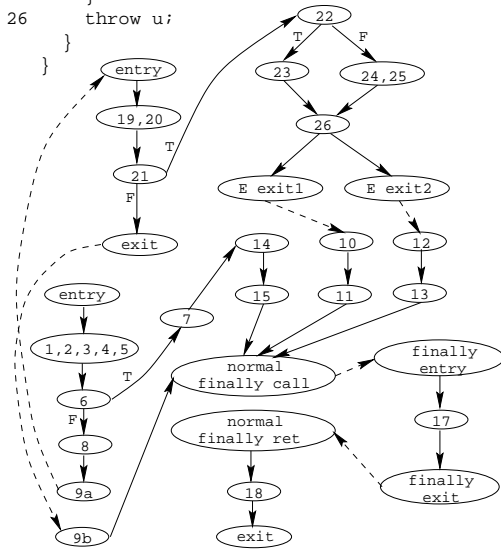 }
26 throw u;
}
}
22
entry
T
F
23
24,25
19,20
26
T
21
F
E exit1
E exit2
exit
14
10
12
entry
15
11
13
7
1,2,3,4,5
T
6
F
8
9a
9b
normal
finally call
finally
entry
normal
finally ret
17
18
finally
exit
exit